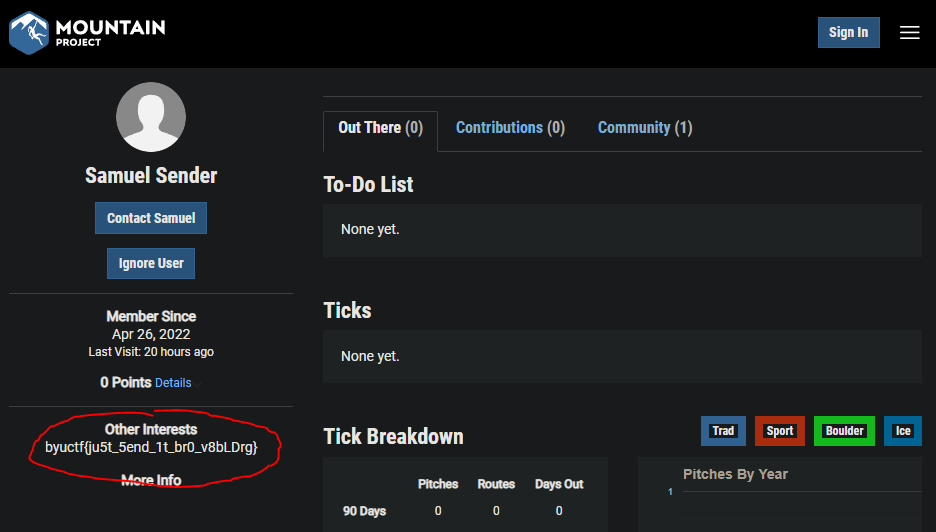 MOUNTAIN
PROJECT
Sign In
Samuel Sender
Contact Samuel
Ignore User
Member Since
Apr 26, 2022
Last Visit: 20 hours ago
0 Points Details
Other Interests
byuctf{ju5t_5end_1t_br0_v8bLDrg}
More Info
Out There (0) Contributions (0) Community (1)
To-Do List
None yet.
Ticks
None yet.
Tick Breakdown
Trad Sport Boulder Ice
Pitches Routes Days Out
90 Days 0 0 0
Pitches By Year
1